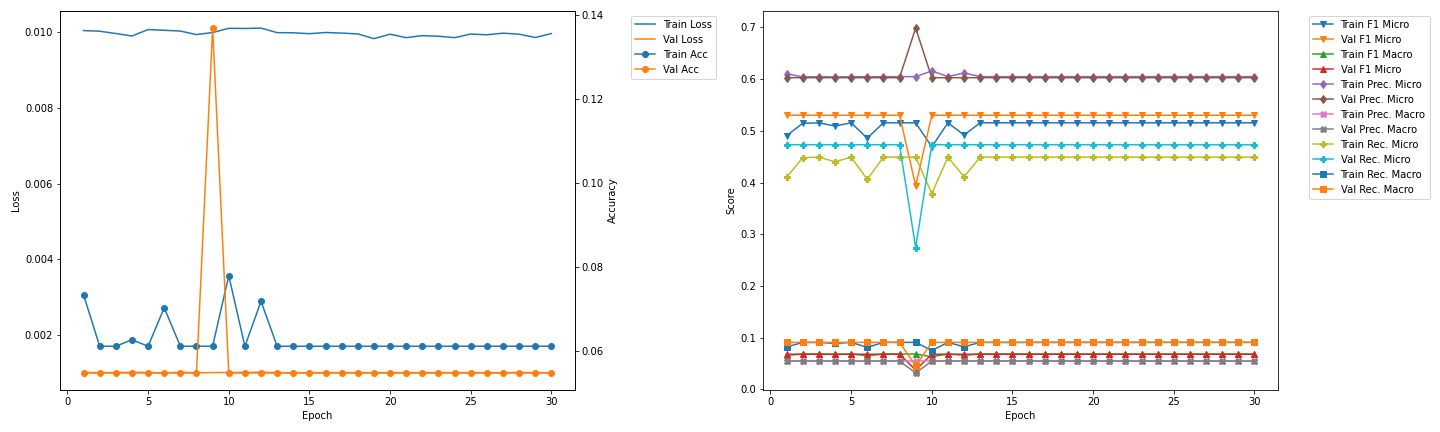 0.010
0.008
0.006
0.004
0.002
Loss
0
5
10
15
20
25
30
Epoch
0.14
0.12
0.10
0.08
0.06
Accuracy
Train Loss
Val Loss
Train Acc
Val Acc
0.7
0.6
0.5
0.4
0.3
0.2
0.1
0.0
Score
0
5
10
15
20
25
30
Epoch
Train F1 Micro
Val F1 Micro
Train F1 Macro
Val F1 Micro
Train Prec. Micro
Val Prec. Micro
Train Prec. Macro
Val Prec. Macro
Train Rec. Micro
Val Rec. Micro
Train Rec. Macro
Val Rec. Macro